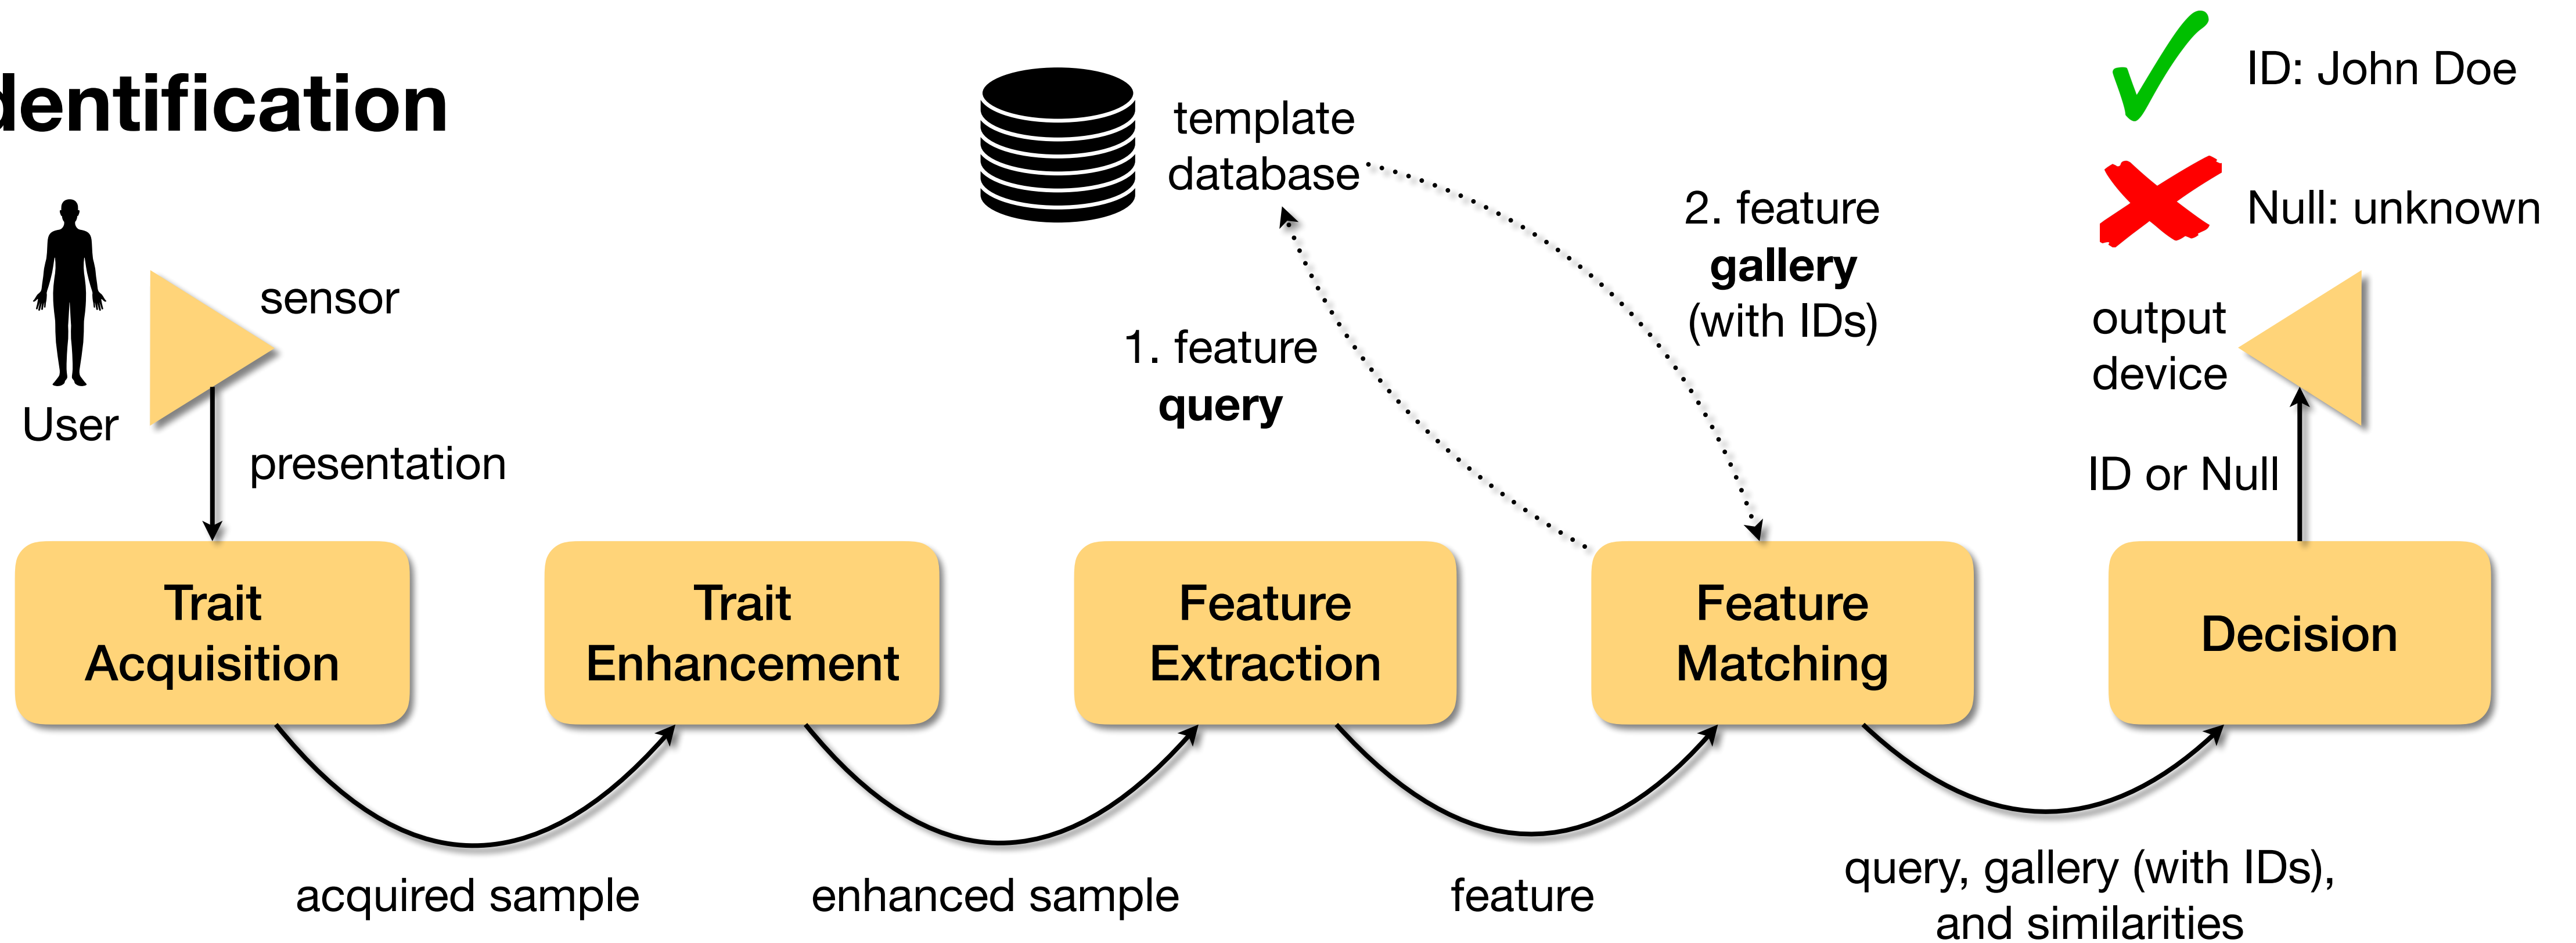 dentification
User
sensor
presentation
template
database
1. feature
query
2. feature
gallery
(with IDs)
ID: John Doe
Null: unknown
output
device
ID or Null
Trait
Acquisition
Trait
Enhancement
Feature
Extraction
Feature
Matching
Decision
acquired sample
enhanced sample
feature
query, gallery (with IDs),
and similarities